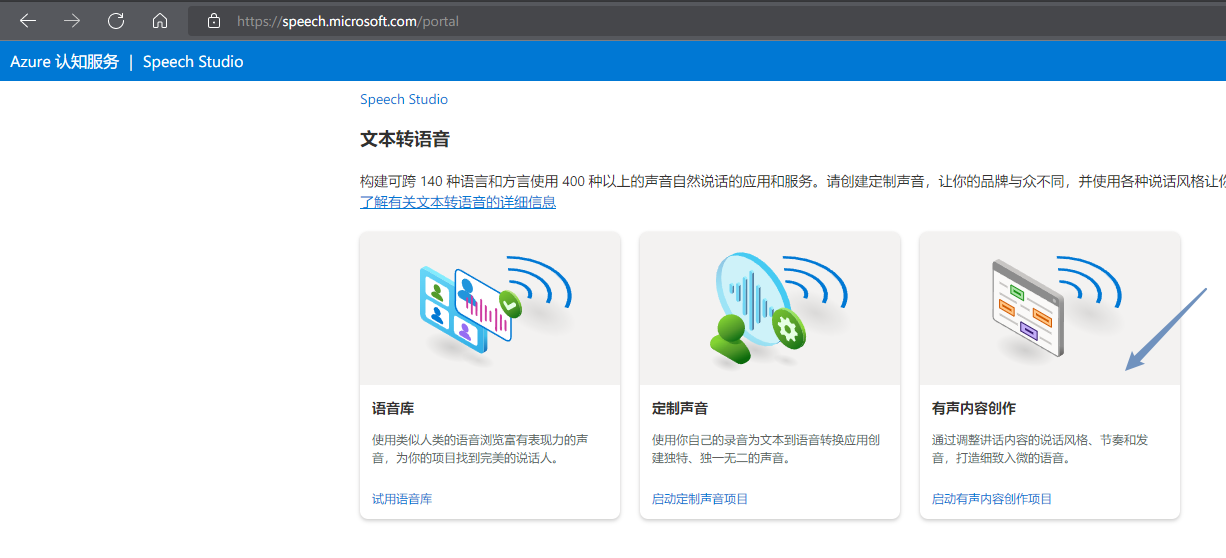 https://speech.microsoft.com/portal
Azure 认知服务 | Speech Studio
Speech Studio
文本转语音
构建可跨 140 种语言和方言使用 400 种以上的声音自然说话的应用和服务。请创建定制声音，让你的品牌与众不同，并使用各种说话风格让你
了解有关文本转语音的详细信息
语音库
使用类似人类的语音浏览富有表现力的声
音，为你的项目找到完美的说话人。
试用语音库
定制声音
使用你自己的录音为文本到语音转换应用创
建独特、独一无二的声音。
启动定制声音项目
有声内容创作
通过调整讲话内容的说话风格、节奏和发
音，打造细致入微的语音。
启动有声内容创作项目